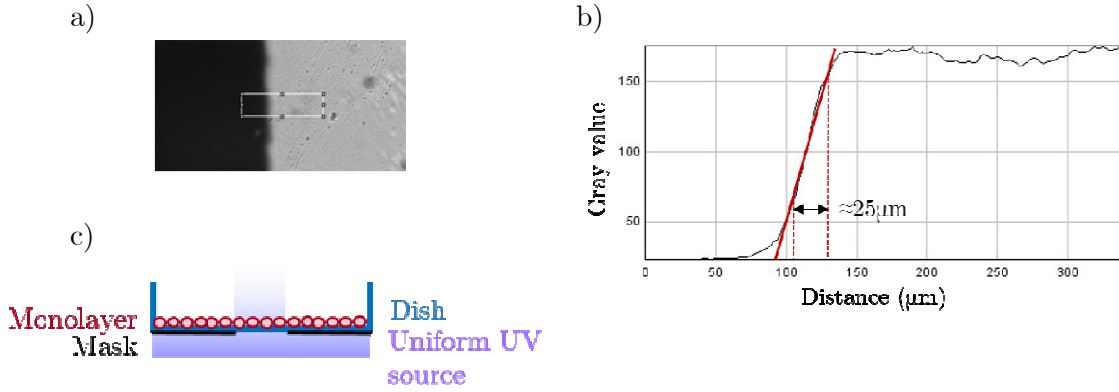 a)
b)
150
100
50
Gray value
≈25μm
0
50
100
150
200
250
300
Distance (μm)
c)
Monolayer
Mask
Dish
Uniform UV
source